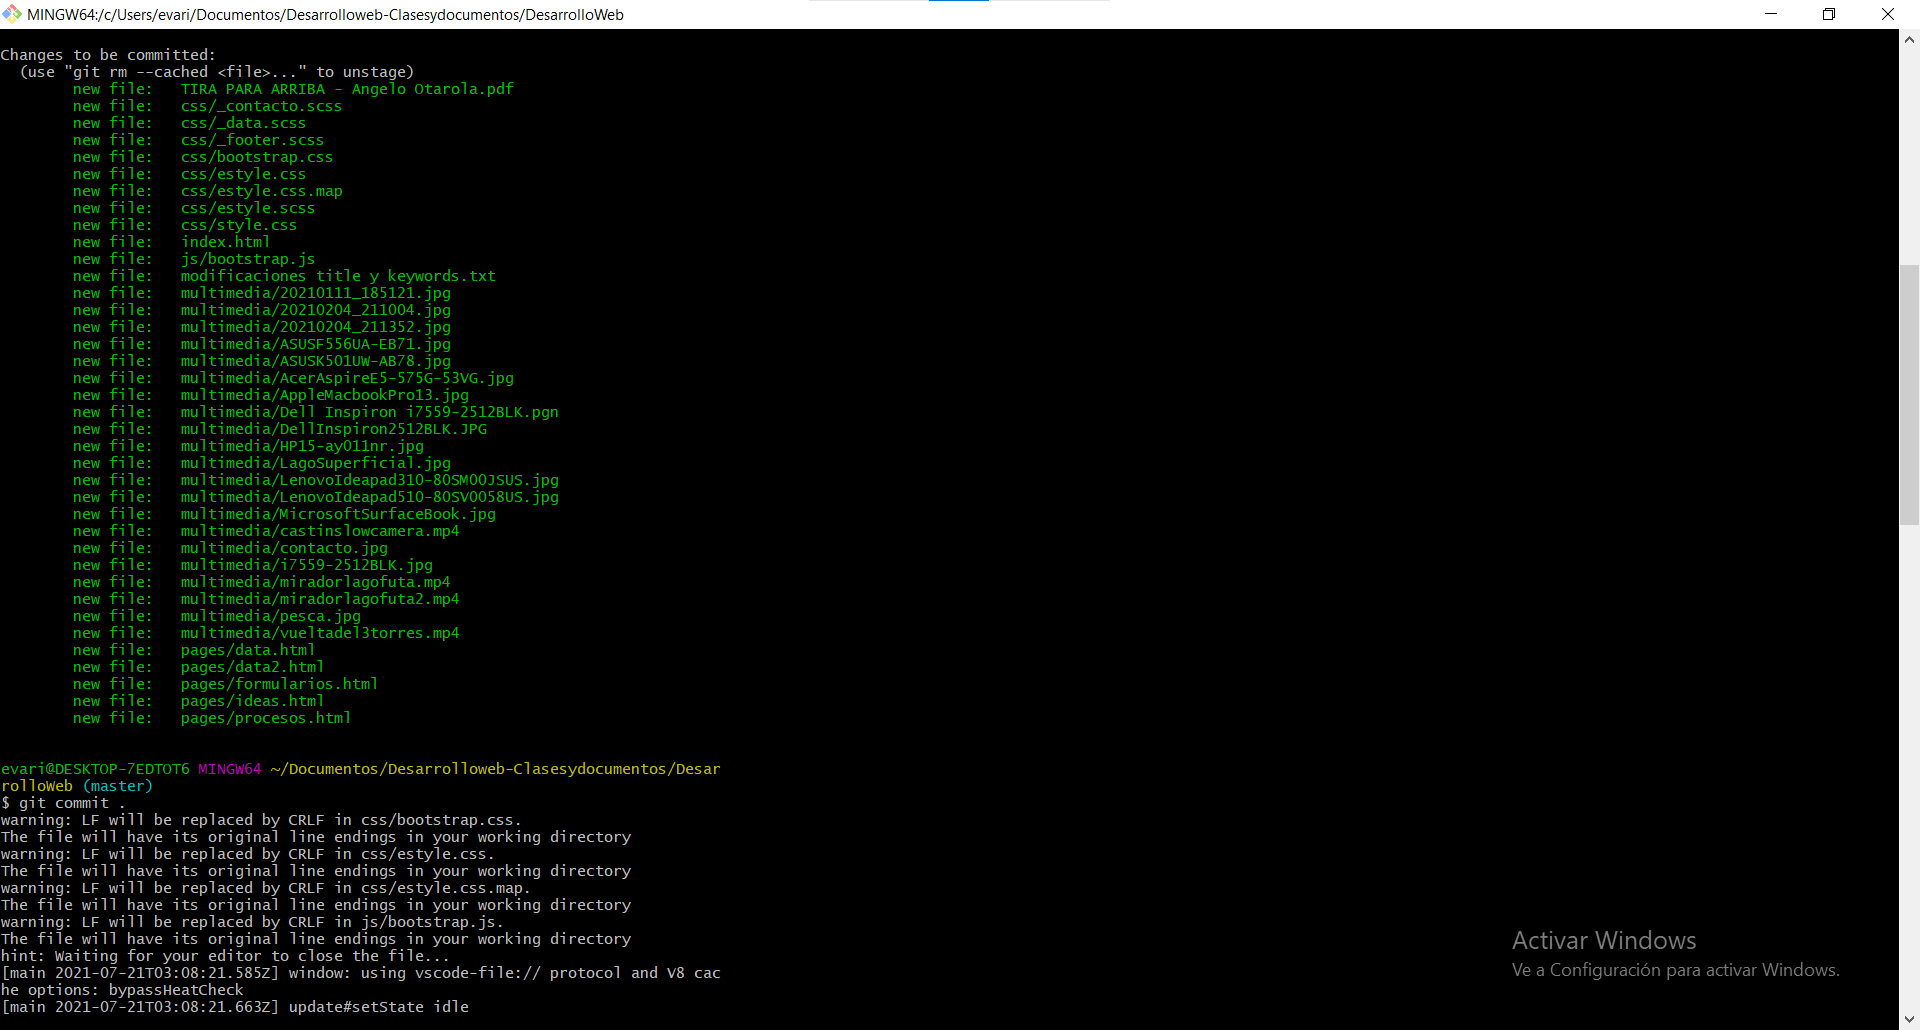 MINGW64:/c/Users/evari/Documentos/Desarrolloweb-Clasesydocumentos/DesarrolloWeb
Changes to be committed:
  (use "git rm --cached <file>..." to unstage)
        new file:   TIRA PARA ARRIBA - Angelo Otarola.pdf
        new file:   css/_contacto.scss
        new file:   css/_data.scss
        new file:   css/_footer.scss
        new file:   css/bootstrap.css
        new file:   css/estyle.css
        new file:   css/estyle.css.map
        new file:   css/estyle.scss
        new file:   css/style.css
        new file:   index.html
        new file:   js/bootstrap.js
        new file:   modificaciones title y keywords.txt
        new file:   multimedia/20210111_185121.jpg
        new file:   multimedia/20210204_211004.jpg
        new file:   multimedia/20210204_211352.jpg
        new file:   multimedia/ASUSF556UA-EB71.jpg
        new file:   multimedia/ASUSK501UW-AB78.jpg
        new file:   multimedia/AcerAspireE5-575G-53VG.jpg
        new file:   multimedia/AppleMacbookPro13.jpg
        new file:   multimedia/Dell Inspiron i7559-2512BLK.pgn
        new file:   multimedia/DellInspiron2512BLK.JPG
        new file:   multimedia/HP15-ay011nr.jpg
        new file:   multimedia/LagoSuperficial.jpg
        new file:   multimedia/LenovoIdeapad310-80SM00JSUS.jpg
        new file:   multimedia/LenovoIdeapad510-80SV0058US.jpg
        new file:   multimedia/MicrosoftSurfaceBook.jpg
        new file:   multimedia/castinslowcamera.mp4
        new file:   multimedia/contacto.jpg
        new file:   multimedia/i7559-2512BLK.jpg
        new file:   multimedia/miradorlagofuta.mp4
        new file:   multimedia/miradorlagofuta2.mp4
        new file:   multimedia/pesca.jpg
        new file:   multimedia/vueltadel3torres.mp4
        new file:   pages/data.html
        new file:   pages/data2.html
        new file:   pages/formularios.html
        new file:   pages/ideas.html
        new file:   pages/procesos.html
evari@DESKTOP-7EDTOT6 MINGW64 ~/Documentos/Desarrolloweb-Clasesydocumentos/Desar
rolloWeb (master)
$ git commit .
warning: LF will be replaced by CRLF in css/bootstrap.css.
The file will have its original line endings in your working directory
warning: LF will be replaced by CRLF in css/estyle.css.
The file will have its original line endings in your working directory
warning: LF will be replaced by CRLF in css/estyle.css.map.
The file will have its original line endings in your working directory
warning: LF will be replaced by CRLF in js/bootstrap.js.
The file will have its original line endings in your working directory
hint: Waiting for your editor to close the file...
[main 2021-07-21T03:08:21.585Z] window: using vscode-file:// protocol and V8 cac
he options: bypassHeatCheck
[main 2021-07-21T03:08:21.663Z] update#setState idle
Activar Windows
Ve a Configuración para activar Windows.